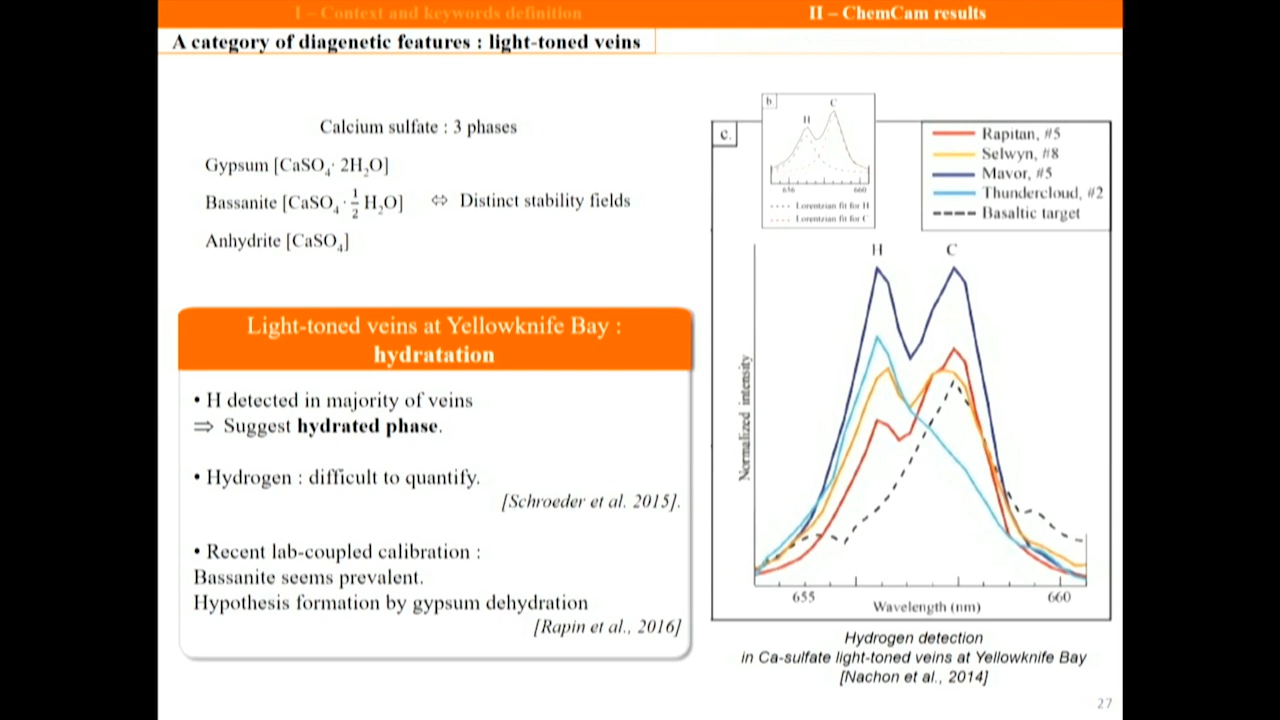 I – Context and keywords definition
II – ChemCam results
A category of diagenetic features : light-toned veins
Calcium sulfate : 3 phases
Gypsum [CaSO₄· 2H₂O]
Bassanite [CaSO₄· 1/2 H₂O] ⇔ Distinct stability fields
Anhydrite [CaSO₄]
Light-toned veins at Yellowknife Bay :
hydratation
• H detected in majority of veins
⇒ Suggest hydrated phase.
• Hydrogen : difficult to quantify.
[Schroeder et al. 2015].
• Recent lab-coupled calibration :
Bassanite seems prevalent.
Hypothesis formation by gypsum dehydration
[Rapin et al., 2016]
b.
H
C
656
660
Lorentzian fit for H
Lorentzian fit for C
c.
Rapitan, #5
Selwyn, #8
Mavor, #5
Thundercloud, #2
Basaltic target
H
C
Normalized intensity
655
660
Wavelength (nm)
Hydrogen detection
in Ca-sulfate light-toned veins at Yellowknife Bay
[Nachon et al., 2014]
27